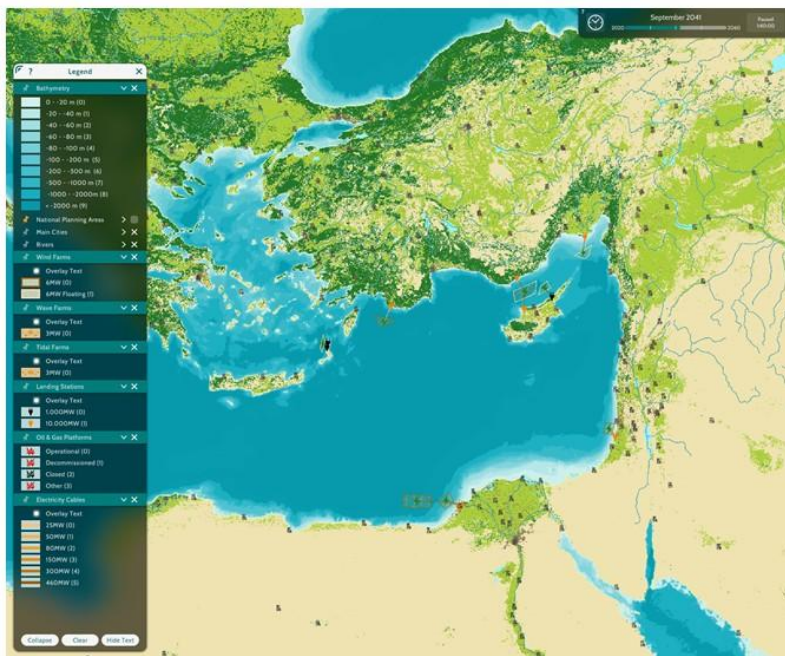 ? Legend ×
Bathymetry
0 - -20 m (0)
-20 - -40 m (1)
-40 - -60 m (2)
-60 - -80 m (3)
-80 - -100 m (4)
-100 - -200 m (5)
-200 - -500 m (6)
-500 - -1000 m (7)
-1000 - -2000m (8)
< -2000 m (9)
National Planning Areas
Main Cities
Rivers
Wind Farms
Overlay Text
6MW (0)
6MW Floating (1)
Wave Farms
Overlay Text
3MW (0)
Tidal Farms
Overlay Text
3MW (0)
Landing Stations
Overlay Text
1.000MW (0)
10.000MW (1)
Oil & Gas Platforms
Operational (0)
Decommissioned (1)
Closed (2)
Other (3)
Electricity Cables
Overlay Text
25MW (0)
50MW (1)
80MW (2)
150MW (3)
300MW (4)
460MW (5)
Collapse Clear Hide Text
?
September 2041
2020 2060
Paused
1:40:00